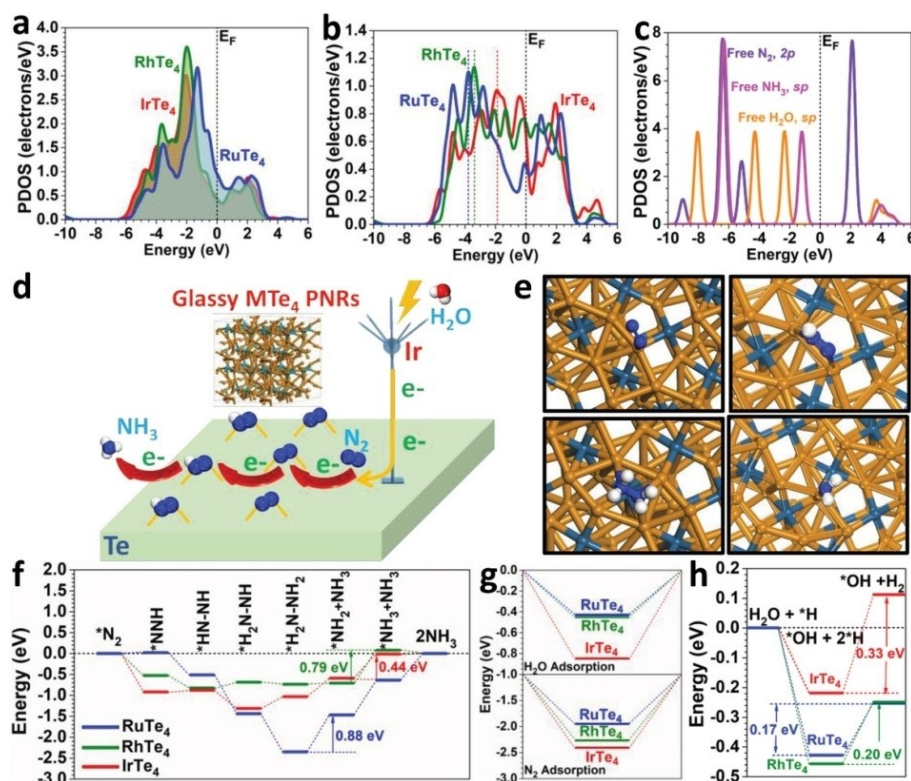 a
PDOS (electrons/eV)
4.0
3.5
3.0
2.5
2.0
1.5
1.0
0.5
0.0
E_F
RhTe₄
IrTe₄
RuTe₄
-10 -8 -6 -4 -2 0 2 4 6
Energy (eV)
b
PDOS (electrons/eV)
1.4
1.2
1.0
0.8
0.6
0.4
0.2
0.0
E_F
RhTe₄
RuTe₄
IrTe₄
-10 -8 -6 -4 -2 0 2 4 6
Energy (eV)
c
PDOS (electrons/eV)
8
6
4
2
0
E_F
Free N₂, 2p
Free NH₃, sp
Free H₂O, sp
-10 -8 -6 -4 -2 0 2 4 6
Energy (eV)
d
Glassy MTe₄ PNRs
H₂O
Ir
e-
e-
NH₃
e-
e-
e-
N₂
Te
e
f
Energy (eV)
2.0
1.5
1.0
0.5
0.0
-0.5
-1.0
-1.5
-2.0
-2.5
-3.0
*N₂
*NNH
*HN-NH
*H₂N-NH
*H₂N-NH₂
*NH₂+NH₃
*NH₃+NH₃
2NH₃
0.79 eV
0.44 eV
0.88 eV
RuTe₄
RhTe₄
IrTe₄
g
Energy (eV)
0.0
-0.2
-0.4
-0.6
-0.8
-1.0
RuTe₄
RhTe₄
IrTe₄
H₂O Adsorption
-1.0
-1.5
-2.0
-2.5
-3.0
RuTe₄
RhTe₄
IrTe₄
N₂ Adsorption
h
Energy (eV)
0.2
0.1
0.0
-0.1
-0.2
-0.3
-0.4
-0.5
*OH +H₂
H₂O + *H
*OH + 2*H
0.33 eV
IrTe₄
0.17 eV
RuTe₄
RhTe₄
0.20 eV